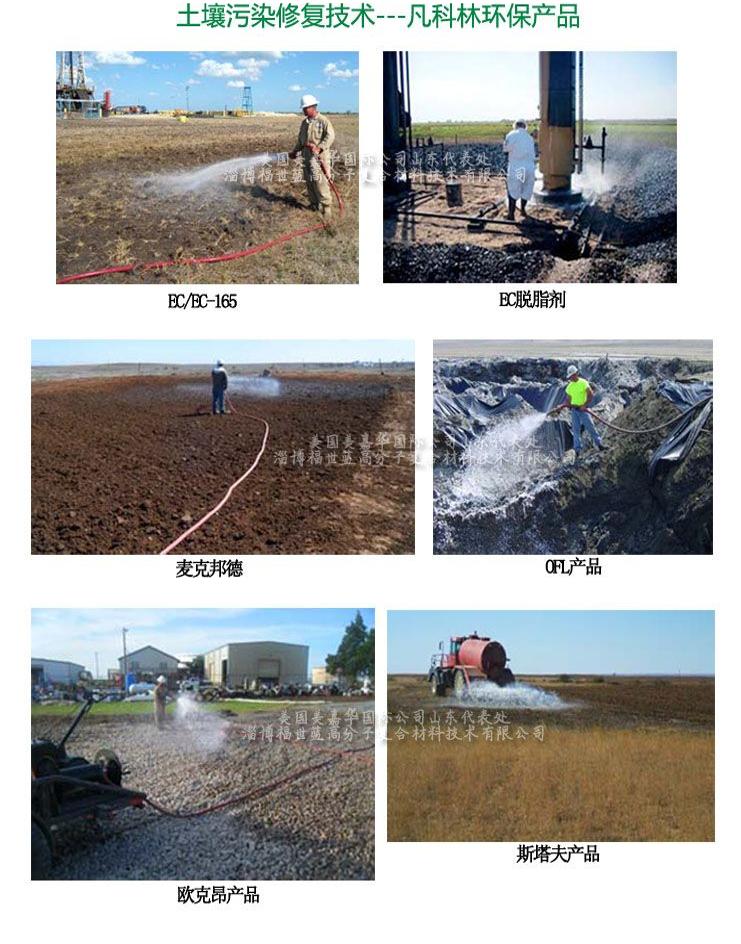 土壤污染修复技术---凡科林环保产品
美国美嘉华国际公司山东代表处
淄博福世蓝高分子复合材料技术有限公司
EC/EC-165
EC脱脂剂
美国美嘉华国际公司山东代表处
淄博福世蓝高分子复合材料技术有限公司
麦克邦德
OFL产品
美国美嘉华国际公司山东代表处
淄博福世蓝高分子复合材料技术有限公司
欧克昂产品
斯塔夫产品